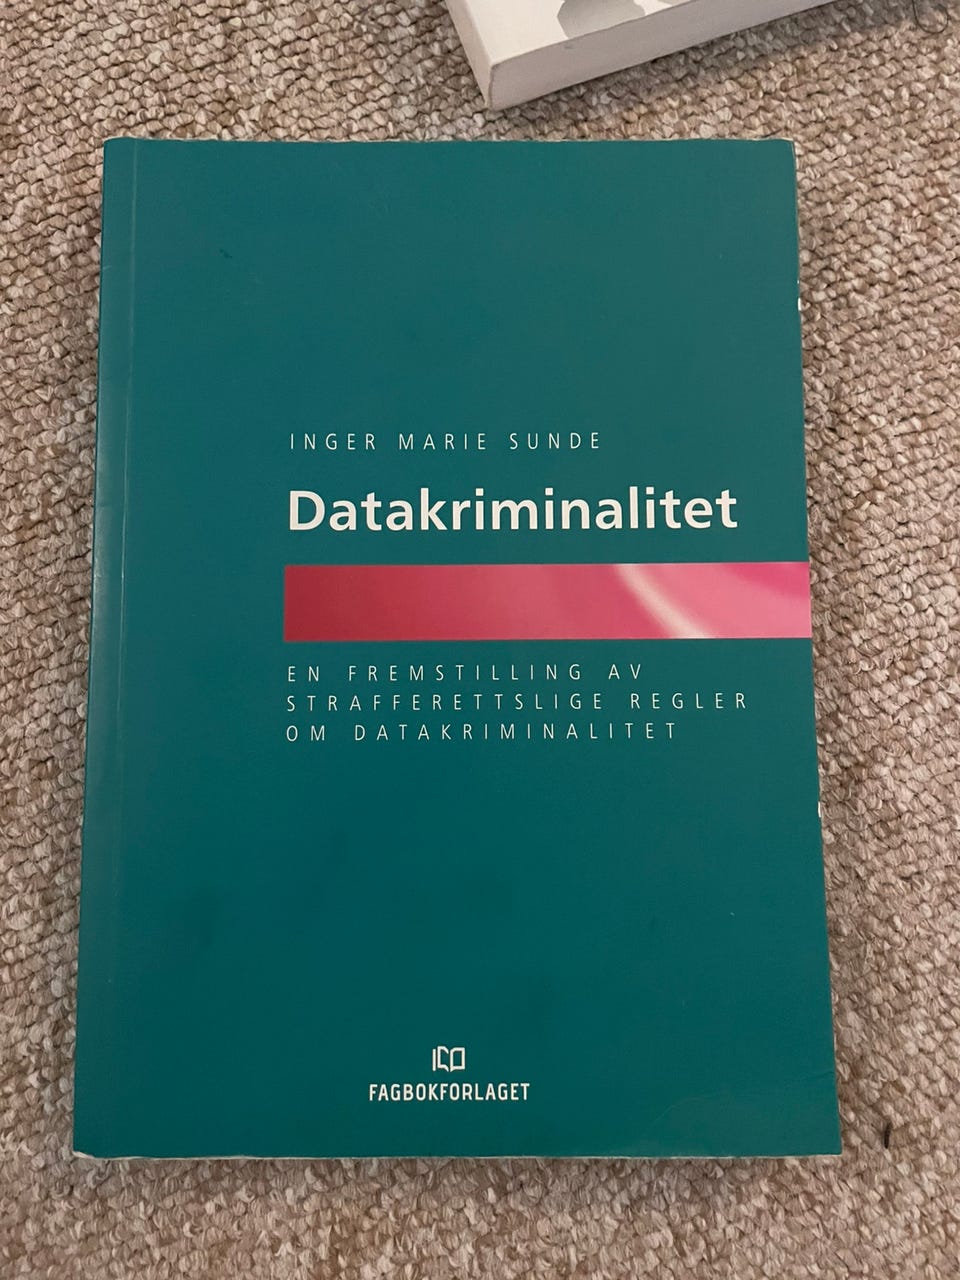 INGER MARIE SUNDE
Datakriminalitet
EN FREMSTILLING AV
STRAFFERETTSLIGE REGLER
OM DATAKRIMINALITET
FAGBOKFORLAGET